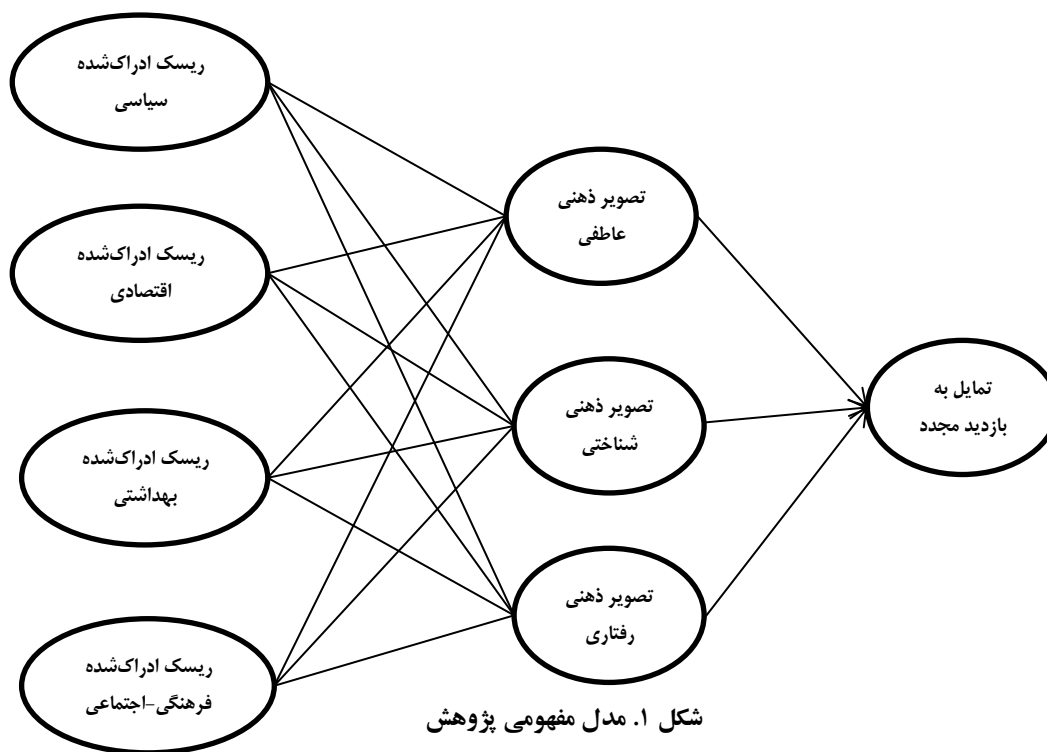 ریسک ادراک‌شده
سیاسی
ریسک ادراک‌شده
اقتصادی
ریسک ادراک‌شده
بهداشتی
ریسک ادراک‌شده
فرهنگی-اجتماعی
تصویر ذهنی
عاطفی
تصویر ذهنی
شناختی
تصویر ذهنی
رفتاری
تمایل به
بازدید مجدد
شکل ۱. مدل مفهومی پژوهش